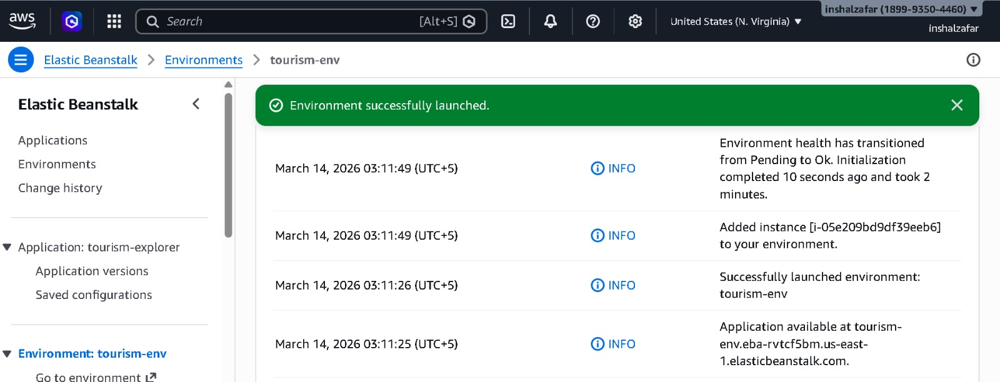 aws
Search
[Alt+S]
United States (N. Virginia)
inshalzafar (1899-9350-4460)
inshalzafar
Elastic Beanstalk
Environments
tourism-env
Elastic Beanstalk
Applications
Environments
Change history
Application: tourism-explorer
Application versions
Saved configurations
Environment: tourism-env
Go to environment
Environment successfully launched.
March 14, 2026 03:11:49 (UTC+5)
INFO
Environment health has transitioned
from Pending to Ok. Initialization
completed 10 seconds ago and took 2
minutes.
March 14, 2026 03:11:49 (UTC+5)
INFO
Added instance [i-05e209bd9df39eeb6]
to your environment.
March 14, 2026 03:11:26 (UTC+5)
INFO
Successfully launched environment:
tourism-env
March 14, 2026 03:11:25 (UTC+5)
INFO
Application available at tourism-
env.eba-rvtcf5bm.us-east-
1.elasticbeanstalk.com.